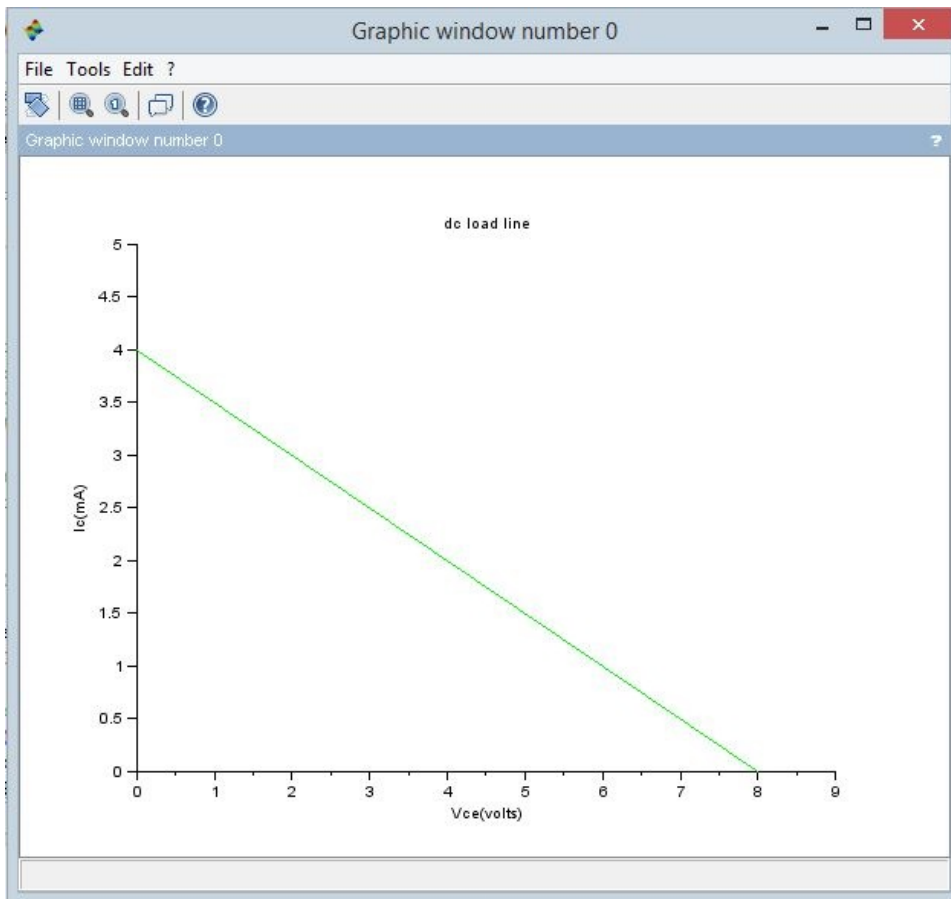 Graphic window number 0
File Tools Edit ?
Graphic window number 0 ?
dc load line
5
4.5
4
3.5
3
2.5
2
1.5
1
0.5
0
Ic(mA)
0 1 2 3 4 5 6 7 8 9
Vce(volts)